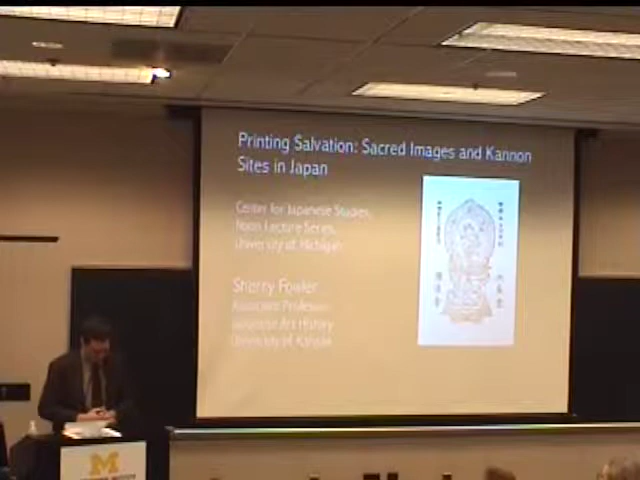 Printing Salvation: Sacred Images and Kannon
Sites in Japan
Center for Japanese Studies,
Noon Lecture Series,
University of Michigan
Sherry Fowler
Associate Professor
Japanese Art History
University of Kansas
M